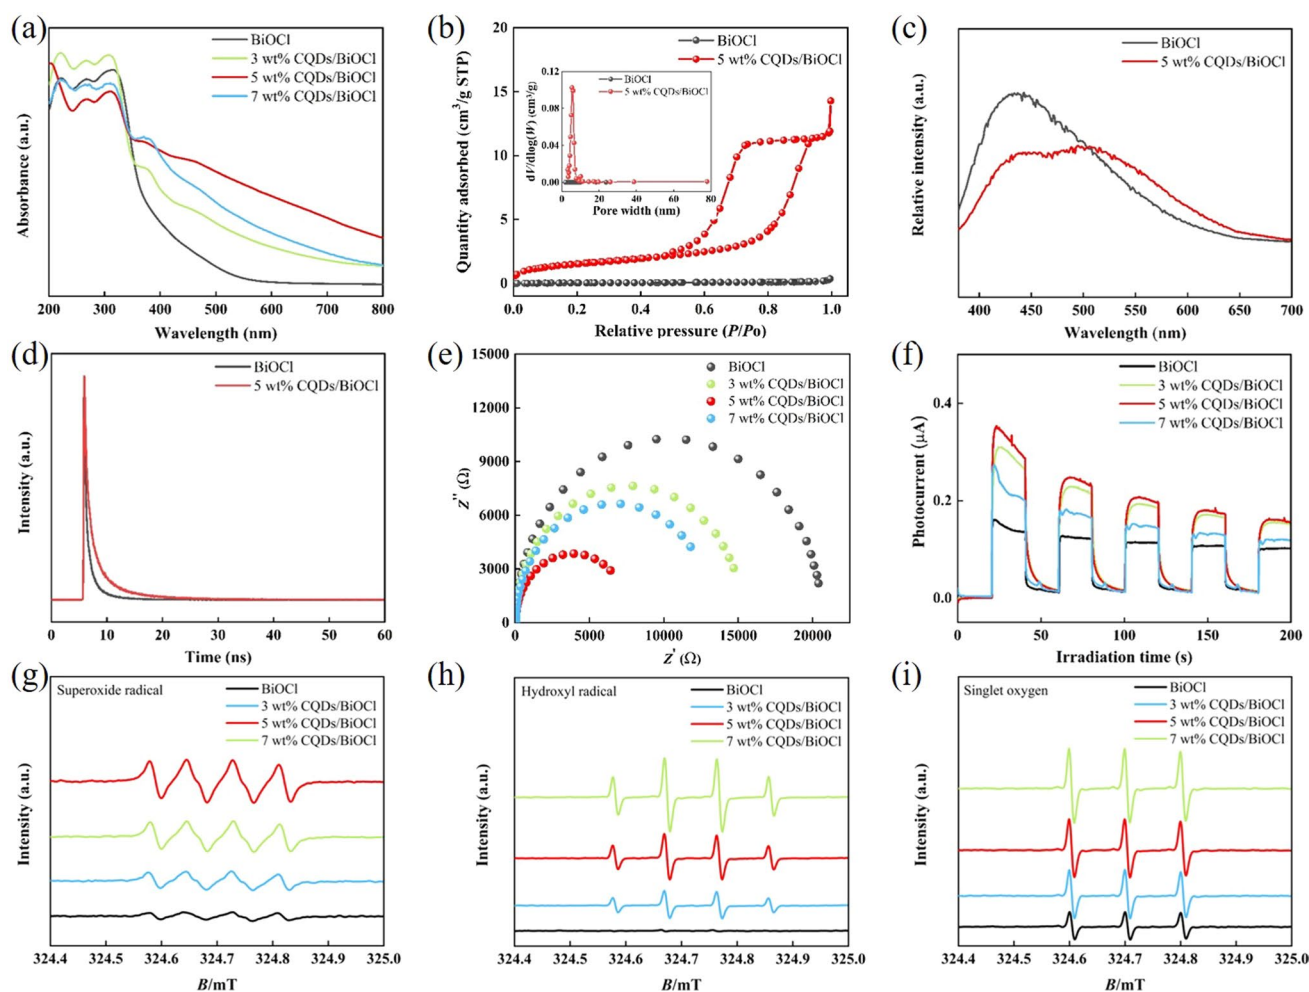 (a)
BiOCl
3 wt% CQDs/BiOCl
5 wt% CQDs/BiOCl
7 wt% CQDs/BiOCl
Absorbance (a.u.)
200 300 400 500 600 700 800
Wavelength (nm)
(b)
BiOCl
5 wt% CQDs/BiOCl
Quantity adsorbed (cm³/g STP)
20
15
10
5
0
0.0 0.2 0.4 0.6 0.8 1.0
Relative pressure (P/Po)
BiOCl
5 wt% CQDs/BiOCl
dV/dlog(W) (cm³/g)
0.12
0.08
0.04
0.00
0 20 40 60 80
Pore width (nm)
(c)
BiOCl
5 wt% CQDs/BiOCl
Relative intensity (a.u.)
400 450 500 550 600 650 700
Wavelength (nm)
(d)
BiOCl
5 wt% CQDs/BiOCl
Intensity (a.u.)
0 10 20 30 40 50 60
Time (ns)
(e)
BiOCl
3 wt% CQDs/BiOCl
5 wt% CQDs/BiOCl
7 wt% CQDs/BiOCl
Z'' (Ω)
15000
12000
9000
6000
3000
0
0 5000 10000 15000 20000
Z' (Ω)
(f)
BiOCl
3 wt% CQDs/BiOCl
5 wt% CQDs/BiOCl
7 wt% CQDs/BiOCl
Photocurrent (μA)
0.4
0.2
0.0
0 50 100 150 200
Irradiation time (s)
(g)
Superoxide radical
BiOCl
3 wt% CQDs/BiOCl
5 wt% CQDs/BiOCl
7 wt% CQDs/BiOCl
Intensity (a.u.)
324.4 324.5 324.6 324.7 324.8 324.9 325.0
B/mT
(h)
Hydroxyl radical
BiOCl
3 wt% CQDs/BiOCl
5 wt% CQDs/BiOCl
7 wt% CQDs/BiOCl
Intensity (a.u.)
324.4 324.5 324.6 324.7 324.8 324.9 325.0
B/mT
(i)
Singlet oxygen
BiOCl
3 wt% CQDs/BiOCl
5 wt% CQDs/BiOCl
7 wt% CQDs/BiOCl
Intensity (a.u.)
324.4 324.5 324.6 324.7 324.8 324.9 325.0
B/mT